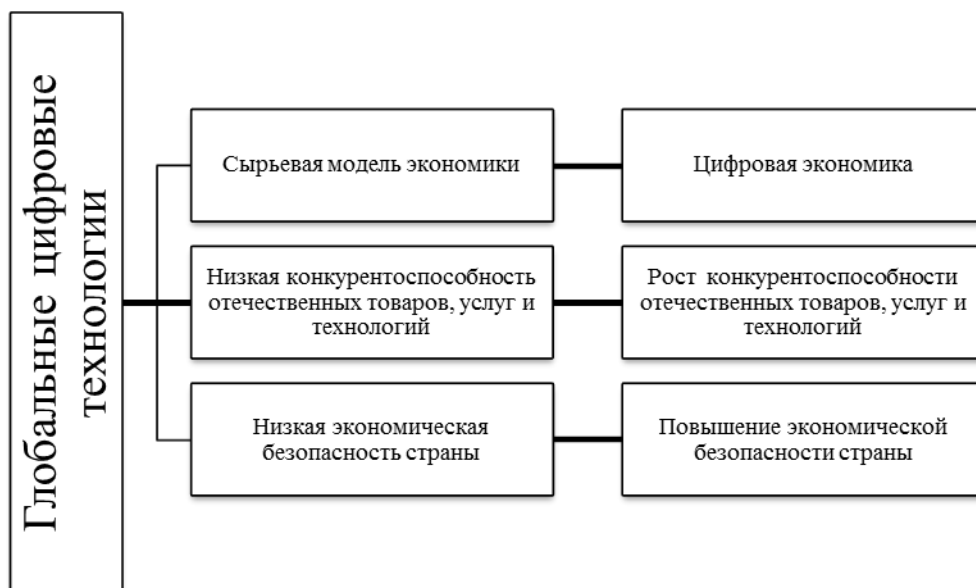 Глобальные цифровые
технологии
Сырьевая модель экономики
Цифровая экономика
Низкая конкурентоспособность
отечественных товаров, услуг и
технологий
Рост конкурентоспособности
отечественных товаров, услуг и
технологий
Низкая экономическая
безопасность страны
Повышение экономической
безопасности страны